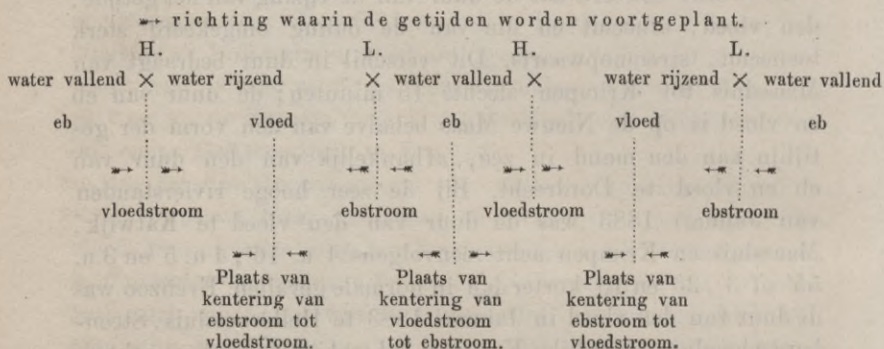 richting waarin de getijden worden voortgeplant.
H. L. H. L.
water vallend × water rijzend × water vallend × water rijzend × water vallend
eb vloed eb vloed eb
vloedstroom ebstroom vloedstroom ebstroom
Plaats van Plaats van Plaats van
kentering van kentering van kentering van
ebstroom tot vloedstroom ebstroom tot
vloedstroom. tot ebstroom. vloedstroom.